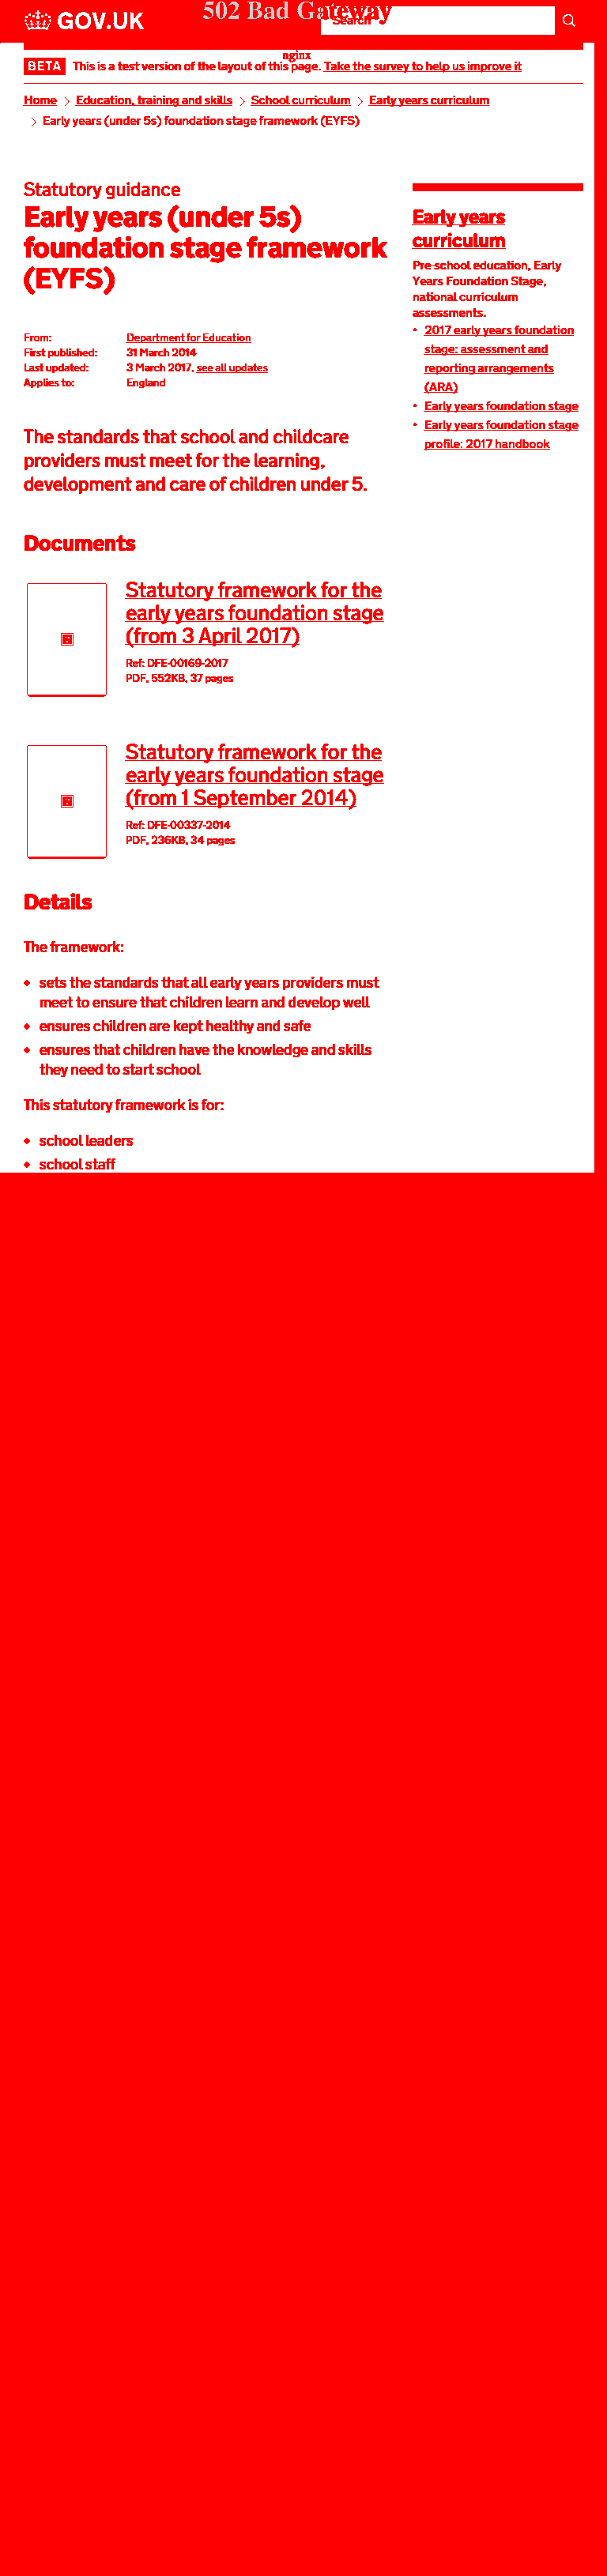 502 Bad Gateway
GOV.UK
Search
nginx
BETA This is a test version of the layout of this page. Take the survey to help us improve it
Home > Education, training and skills > School curriculum > Early years curriculum
> Early years (under 5s) foundation stage framework (EYFS)
Statutory guidance
Early years (under 5s)
foundation stage framework
(EYFS)
From: Department for Education
First published: 31 March 2014
Last updated: 3 March 2017, see all updates
Applies to: England
Early years
curriculum
Pre-school education, Early
Years Foundation Stage,
national curriculum
assessments.
• 2017 early years foundation
stage: assessment and
reporting arrangements
(ARA)
• Early years foundation stage
• Early years foundation stage
profile: 2017 handbook
The standards that school and childcare
providers must meet for the learning,
development and care of children under 5.
Documents
Statutory framework for the
early years foundation stage
(from 3 April 2017)
Ref: DFE-00169-2017
PDF, 552KB, 37 pages
Statutory framework for the
early years foundation stage
(from 1 September 2014)
Ref: DFE-00337-2014
PDF, 236KB, 34 pages
Details
The framework:
• sets the standards that all early years providers must
meet to ensure that children learn and develop well
• ensures children are kept healthy and safe
• ensures that children have the knowledge and skills
they need to start school
This statutory framework is for:
• school leaders
• school staff